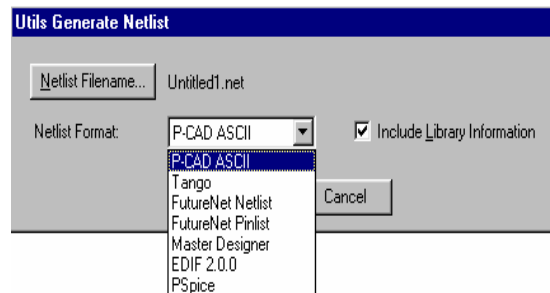 Utils Generate Netlist
Netlist Filename... Untitled1.net
Netlist Format: P-CAD ASCII Include Library Information
P-CAD ASCII
Tango
FutureNet Netlist
Cancel
FutureNet Pinlist
Master Designer
EDIF 2.0.0
PSpice